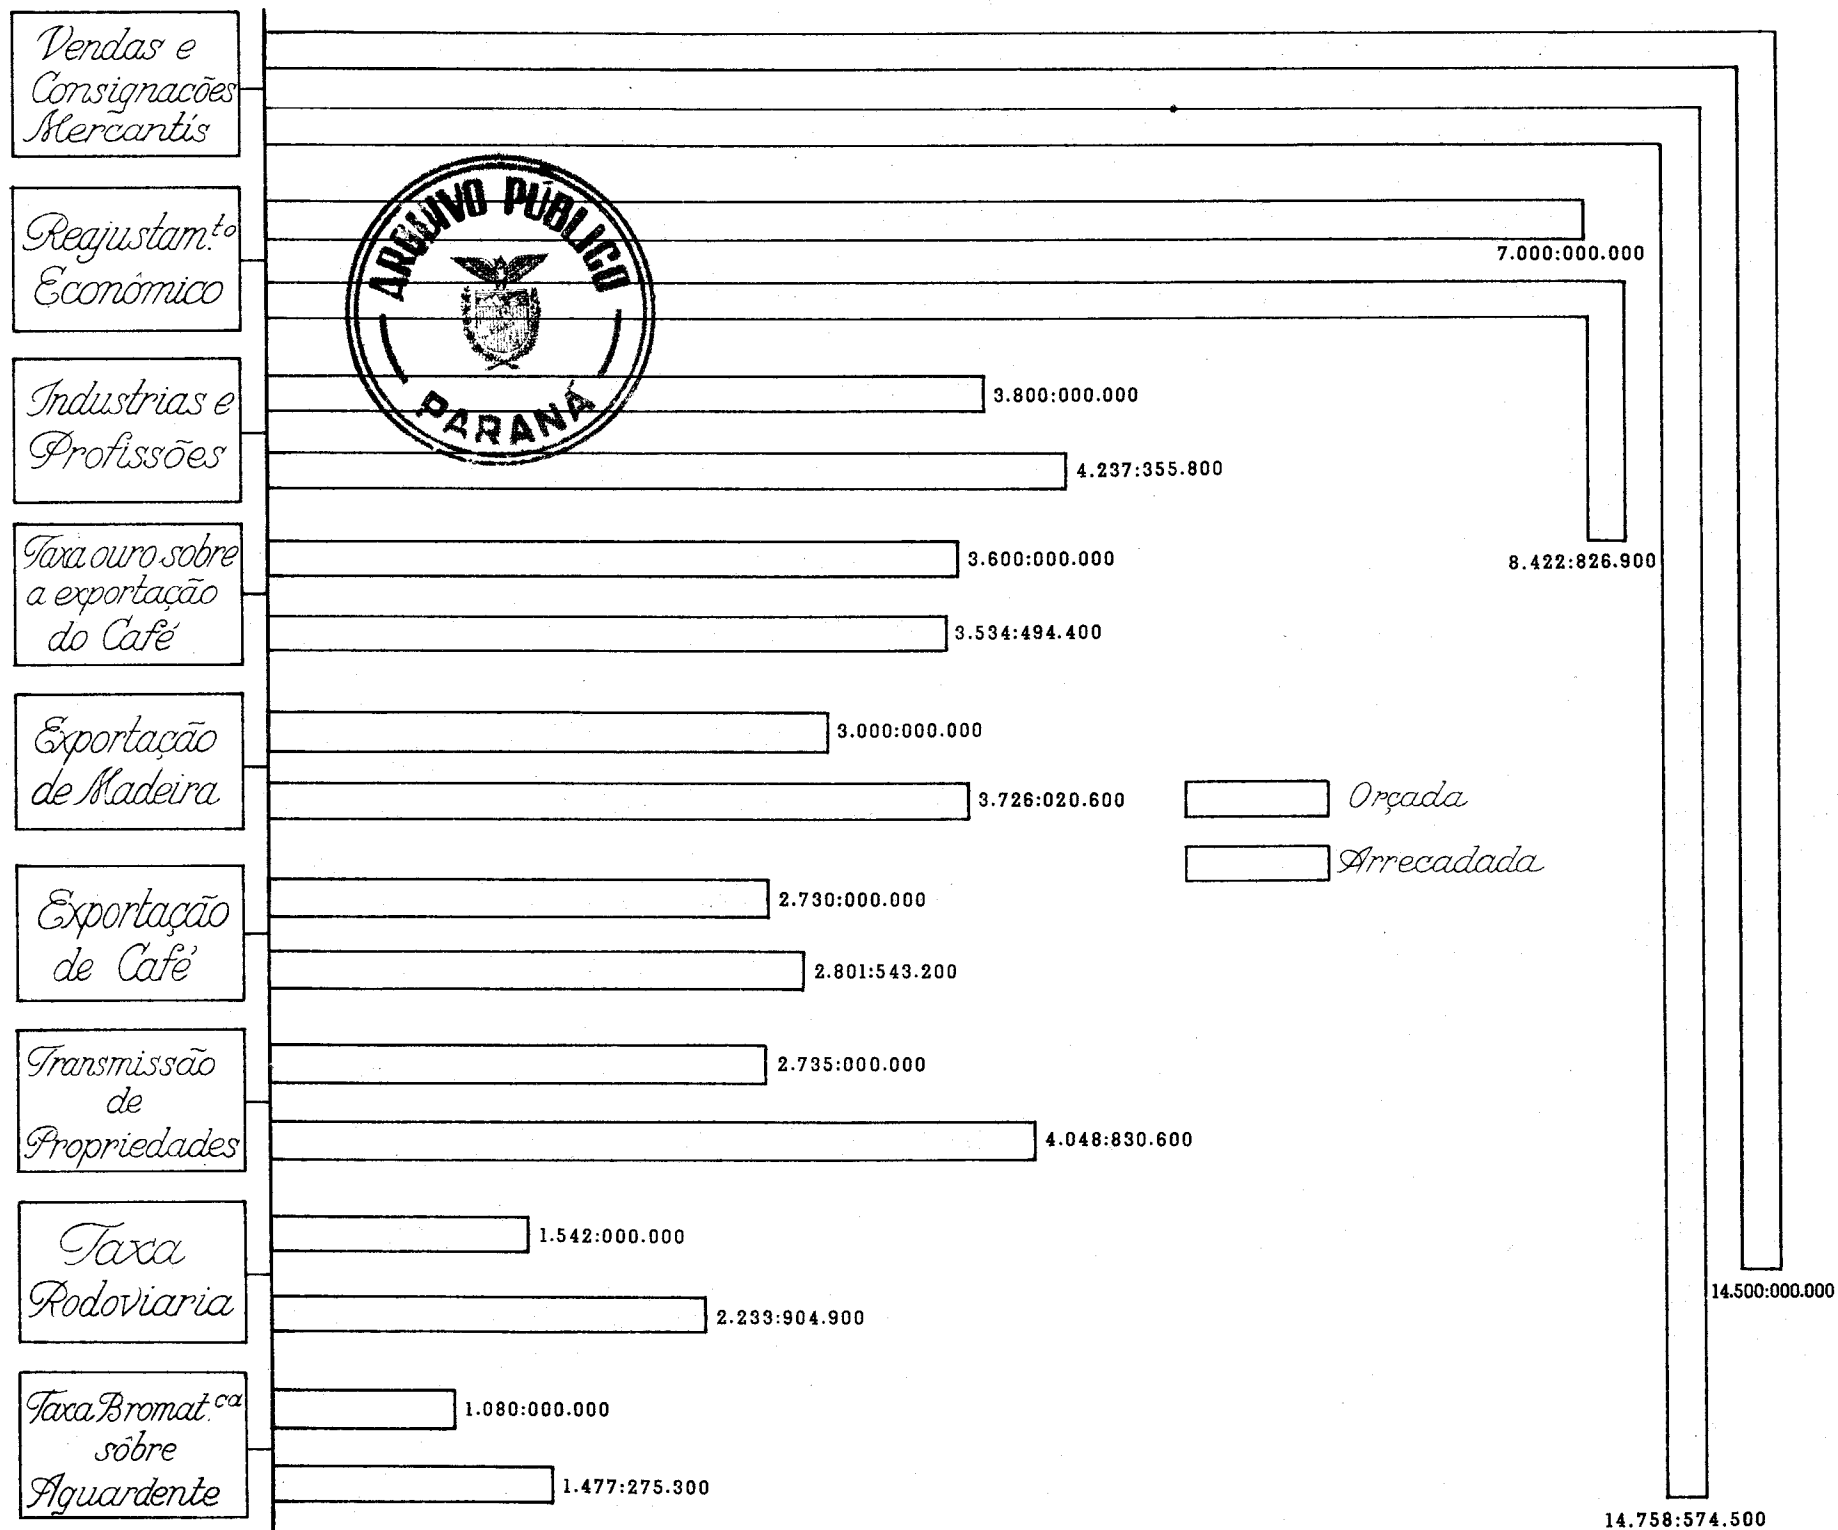 Vendas e
Consignacões
Mercantís
Reajustam.to
Econômico
7.000:000.000
Industrias e
Profissões
3.800:000.000
4.237:355.800
8.422:826.900
Taxa ouro sobre
a exportação
do Café
3.600:000.000
3.534:494.400
Exportação
de Madeira
3.000:000.000
3.726:020.600
Orçada
Arrecadada
Exportação
de Café
2.730:000.000
2.801:543.200
Transmissão
de
Propriedades
2.735:000.000
4.048:830.600
Taxa
Rodoviaria
1.542:000.000
2.233:904.900
14.500:000.000
Taxa Bromat.ca
sôbre
Aguardente
1.080:000.000
1.477:275.300
14.758:574.500
ARQUIVO PÚBLICO
PARANÁ